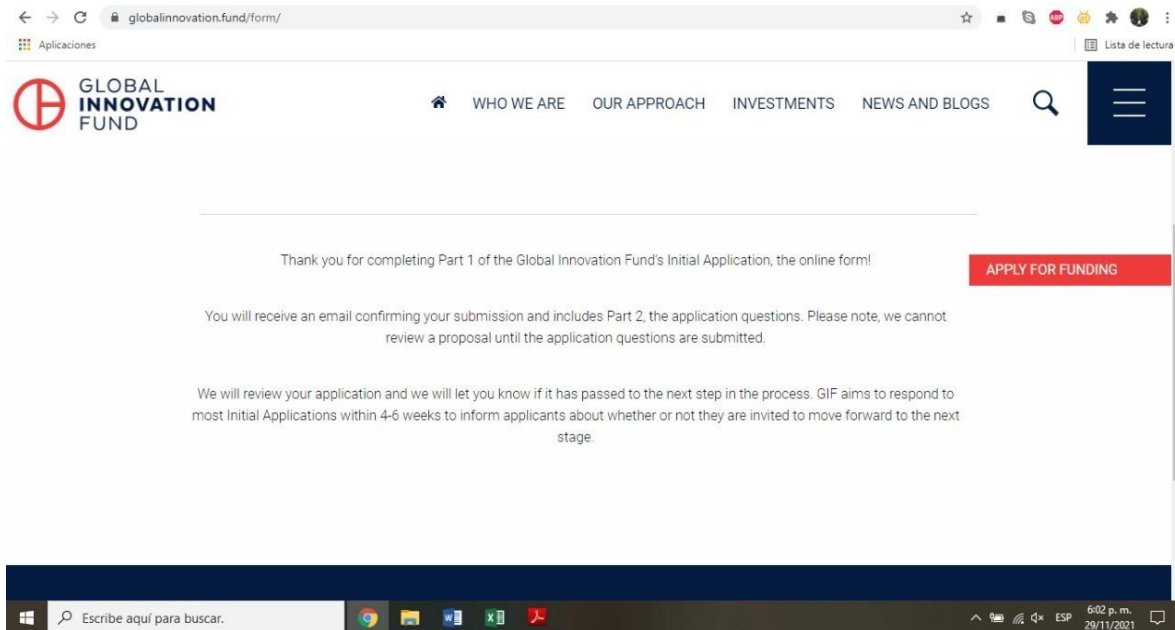 globalinnovation.fund/form/
ABP
Aplicaciones
Lista de lectura
GLOBAL
INNOVATION
FUND
WHO WE ARE
OUR APPROACH
INVESTMENTS
NEWS AND BLOGS
Thank you for completing Part 1 of the Global Innovation Fund's Initial Application, the online form!
APPLY FOR FUNDING
You will receive an email confirming your submission and includes Part 2, the application questions. Please note, we cannot
review a proposal until the application questions are submitted.
We will review your application and we will let you know if it has passed to the next step in the process. GIF aims to respond to
most Initial Applications within 4-6 weeks to inform applicants about whether or not they are invited to move forward to the next
stage.
Escribe aquí para buscar.
ESP
6:02 p. m.
29/11/2021